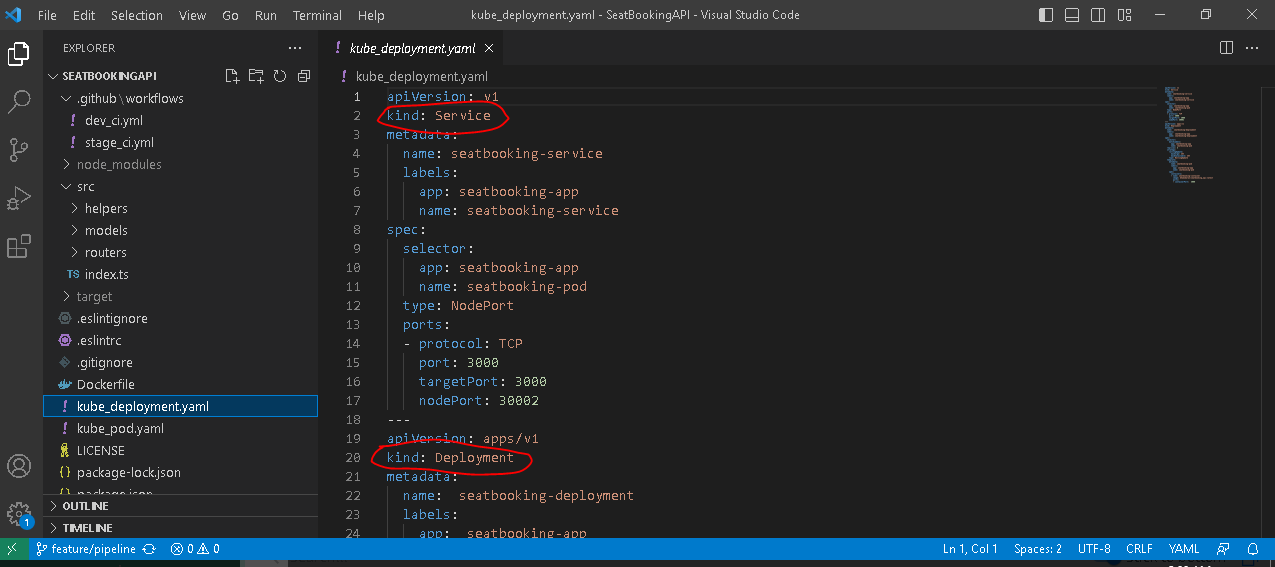 File Edit Selection View Go Run Terminal Help kube_deployment.yaml - SeatBookingAPI - Visual Studio Code
EXPLORER
SEATBOOKINGAPI
.github\workflows
dev_ci.yml
stage_ci.yml
node_modules
src
helpers
models
routers
TS index.ts
target
.eslintignore
.eslintrc
.gitignore
Dockerfile
! kube_deployment.yaml
! kube_pod.yaml
LICENSE
{} package-lock.json
{} package.json
OUTLINE
TIMELINE
! kube_deployment.yaml
! kube_deployment.yaml
1 apiVersion: v1
2 kind: Service
3 metadata:
4 name: seatbooking-service
5 labels:
6 app: seatbooking-app
7 name: seatbooking-service
8 spec:
9 selector:
10 app: seatbooking-app
11 name: seatbooking-pod
12 type: NodePort
13 ports:
14 - protocol: TCP
15 port: 3000
16 targetPort: 3000
17 nodePort: 30002
18 ---
19 apiVersion: apps/v1
20 kind: Deployment
21 metadata:
22 name: seatbooking-deployment
23 labels:
24 app: seatbooking-app
1
feature/pipeline 0 0 Ln 1, Col 1 Spaces: 2 UTF-8 CRLF YAML